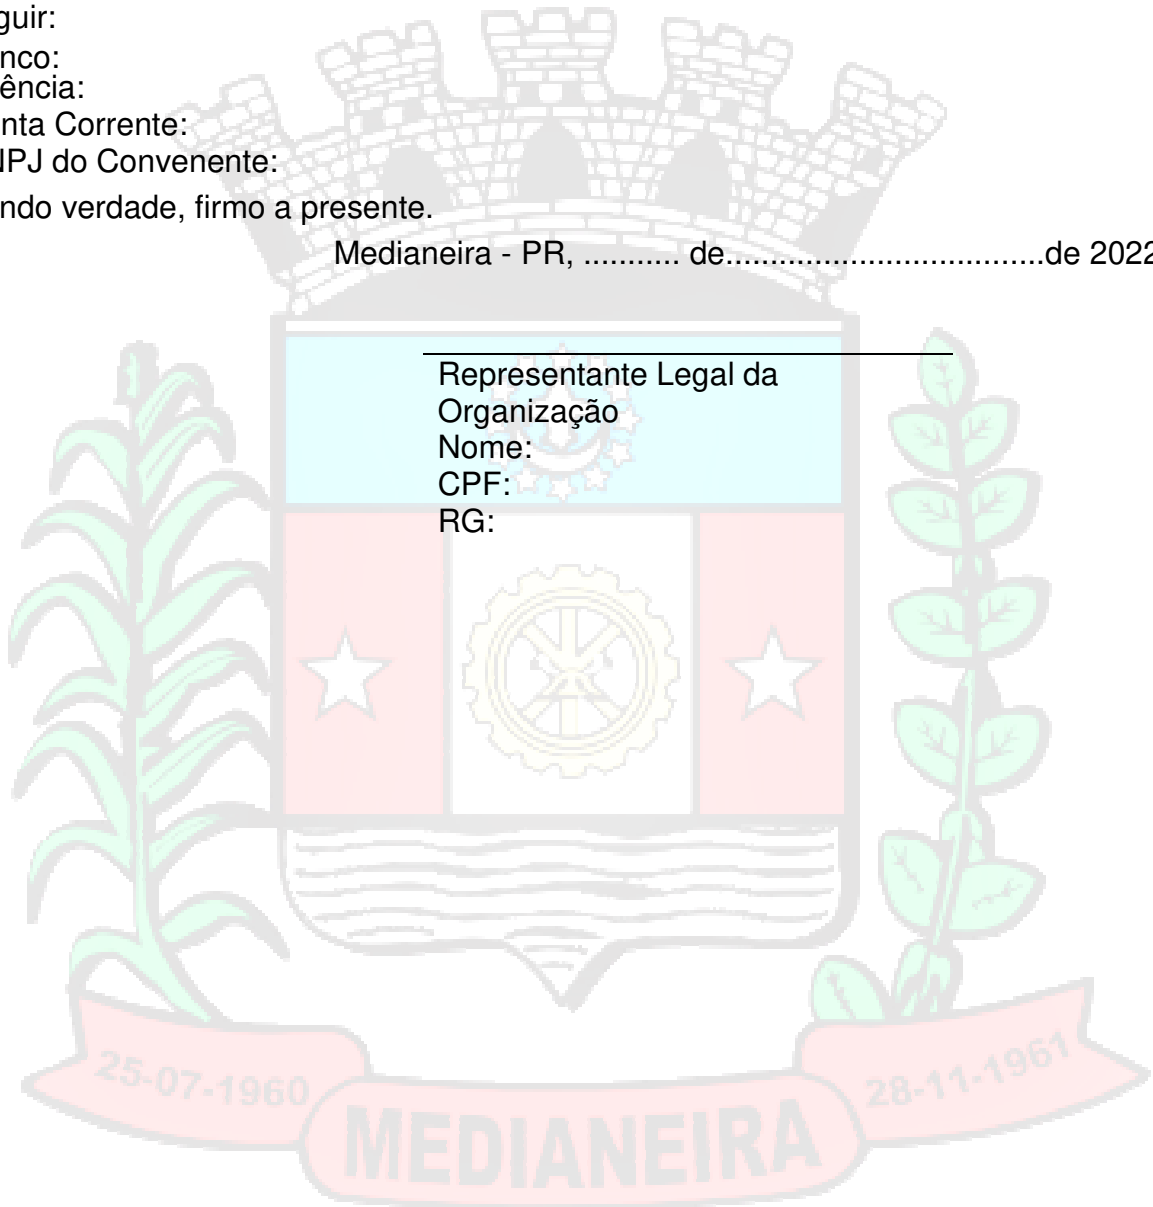 guir:
nco:
ência:
nta Corrente:
NPJ do Convenente:
ndo verdade, firmo a presente.
Medianeira - PR, ........... de...................................de 2022
Representante Legal da
Organização
Nome:
CPF:
RG:
25-07-1960
28-11-1961
MEDIANEIRA